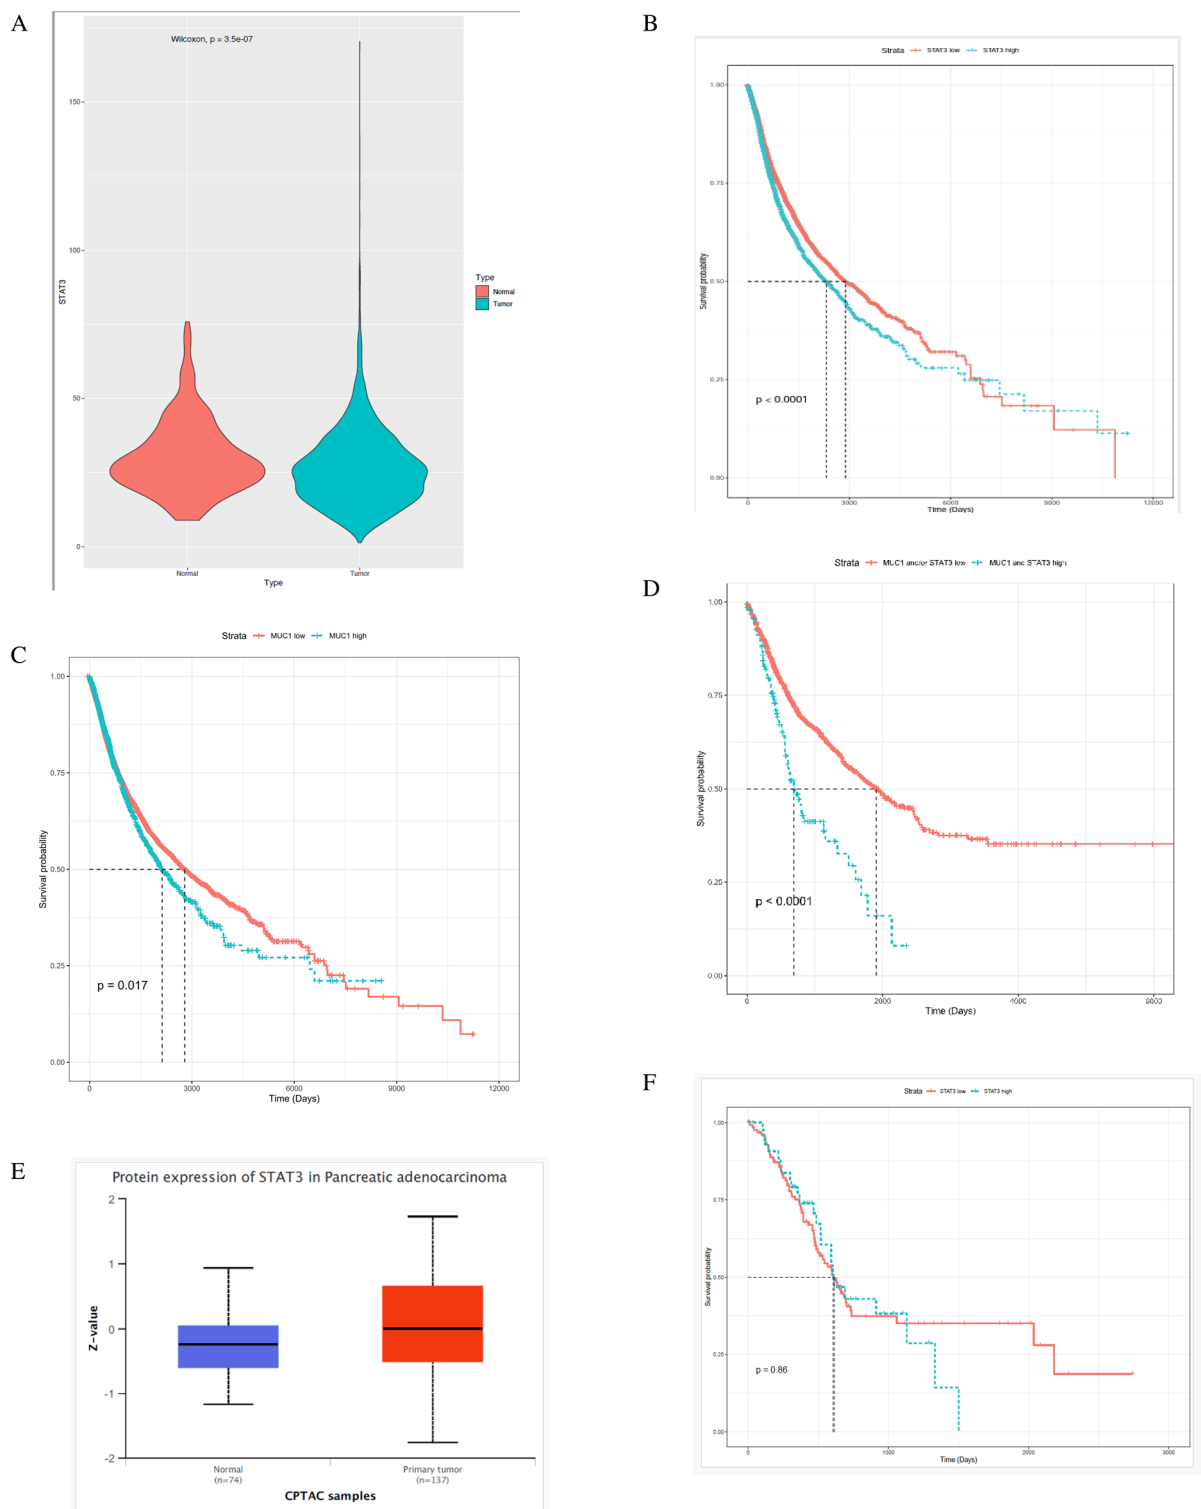 A
Wilcoxon, p = 3.5e-07
150
100
50
0
STAT3
Normal
Tumor
Type
Type
Normal
Tumor
B
Strata STAT3 low STAT3 high
1.00
0.75
0.50
0.25
0.00
Survival probability
p < 0.0001
0 3000 6000 9000 12000
Time (Days)
C
Strata MUC1 low MUC1 high
1.00
0.75
0.50
0.25
0.00
Survival probability
p = 0.017
0 3000 6000 9000 12000
Time (Days)
D
Strata MUC1 and/or STAT3 low MUC1 and STAT3 high
1.00
0.75
0.50
0.25
0.00
Survival probability
p < 0.0001
0 2000 4000 6000
Time (Days)
E
Protein expression of STAT3 in Pancreatic adenocarcinoma
2
1
0
-1
-2
Z-value
Normal
(n=74)
Primary tumor
(n=137)
CPTAC samples
F
Strata STAT3 low STAT3 high
1.00
0.75
0.50
0.25
0.00
Survival probability
p = 0.86
0 1000 2000 3000
Time (Days)